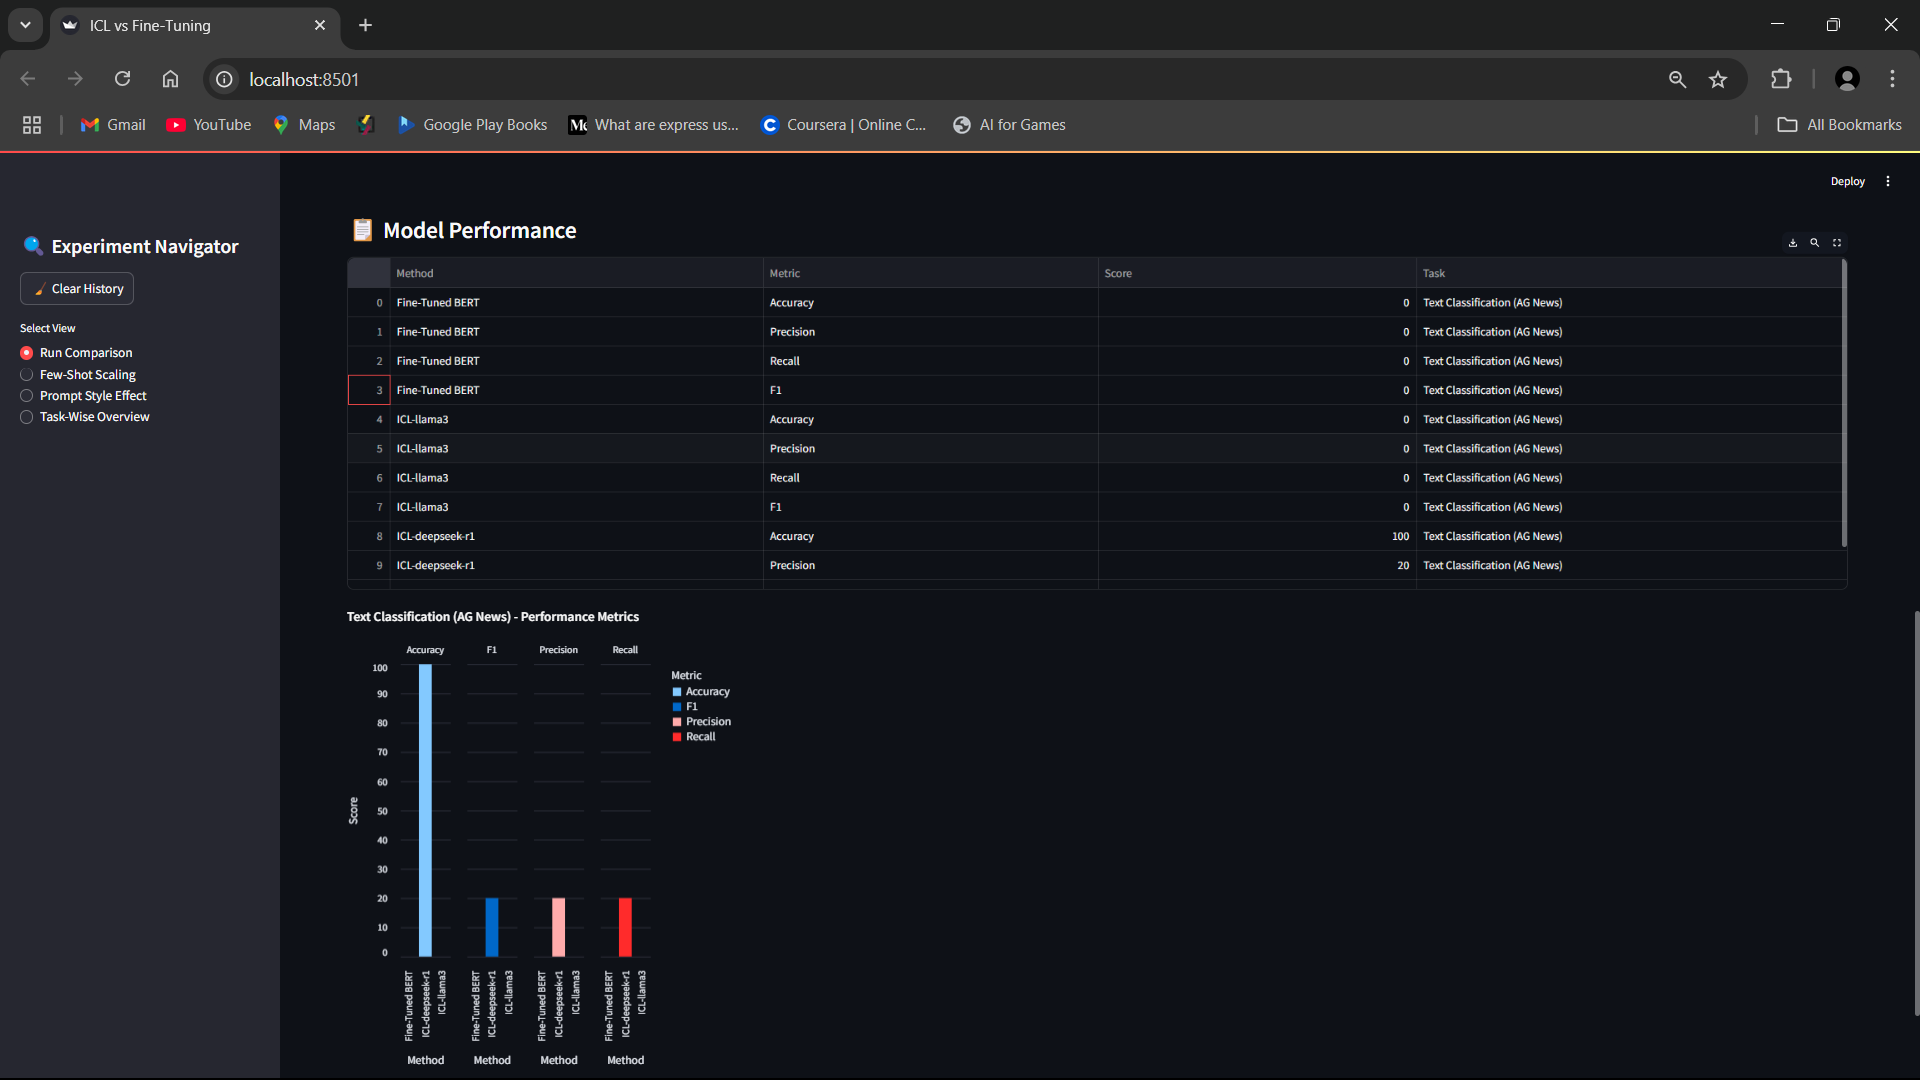 ICL vs Fine-Tuning
localhost:8501
Gmail YouTube Maps Google Play Books What are express us... Coursera | Online C... AI for Games All Bookmarks
Deploy
Experiment Navigator
Clear History
Select View
Run Comparison
Few-Shot Scaling
Prompt Style Effect
Task-Wise Overview
Model Performance
Method Metric Score Task
0 Fine-Tuned BERT Accuracy 0 Text Classification (AG News)
1 Fine-Tuned BERT Precision 0 Text Classification (AG News)
2 Fine-Tuned BERT Recall 0 Text Classification (AG News)
3 Fine-Tuned BERT F1 0 Text Classification (AG News)
4 ICL-llama3 Accuracy 0 Text Classification (AG News)
5 ICL-llama3 Precision 0 Text Classification (AG News)
6 ICL-llama3 Recall 0 Text Classification (AG News)
7 ICL-llama3 F1 0 Text Classification (AG News)
8 ICL-deepseek-r1 Accuracy 100 Text Classification (AG News)
9 ICL-deepseek-r1 Precision 20 Text Classification (AG News)
Text Classification (AG News) - Performance Metrics
Accuracy F1 Precision Recall
Metric
Accuracy
F1
Precision
Recall
Score
100
90
80
70
60
50
40
30
20
10
0
Fine-Tuned BERT ICL-deepseek-r1 ICL-llama3 Fine-Tuned BERT ICL-deepseek-r1 ICL-llama3 Fine-Tuned BERT ICL-deepseek-r1 ICL-llama3 Fine-Tuned BERT ICL-deepseek-r1 ICL-llama3
Method Method Method Method